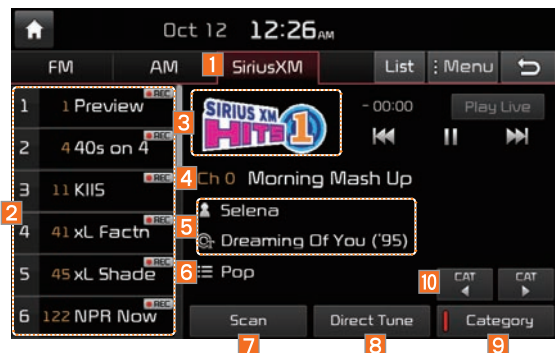 Oct 12 12:26 AM
FM AM 1 SiriusXM List Menu
1 1 Preview REC
2 4 40s on 4 REC
3 11 KIIS REC
4 41 xL Factn REC
5 45 xL Shade REC
6 122 NPR Now REC
2
3
SIRIUS XM
HITS 1
- 00:00 Play Live
4 Ch 0 Morning Mash Up
5
Selena
Dreaming Of You ('95)
6 Pop
10 CAT CAT
Scan Direct Tune Category
7 8 9